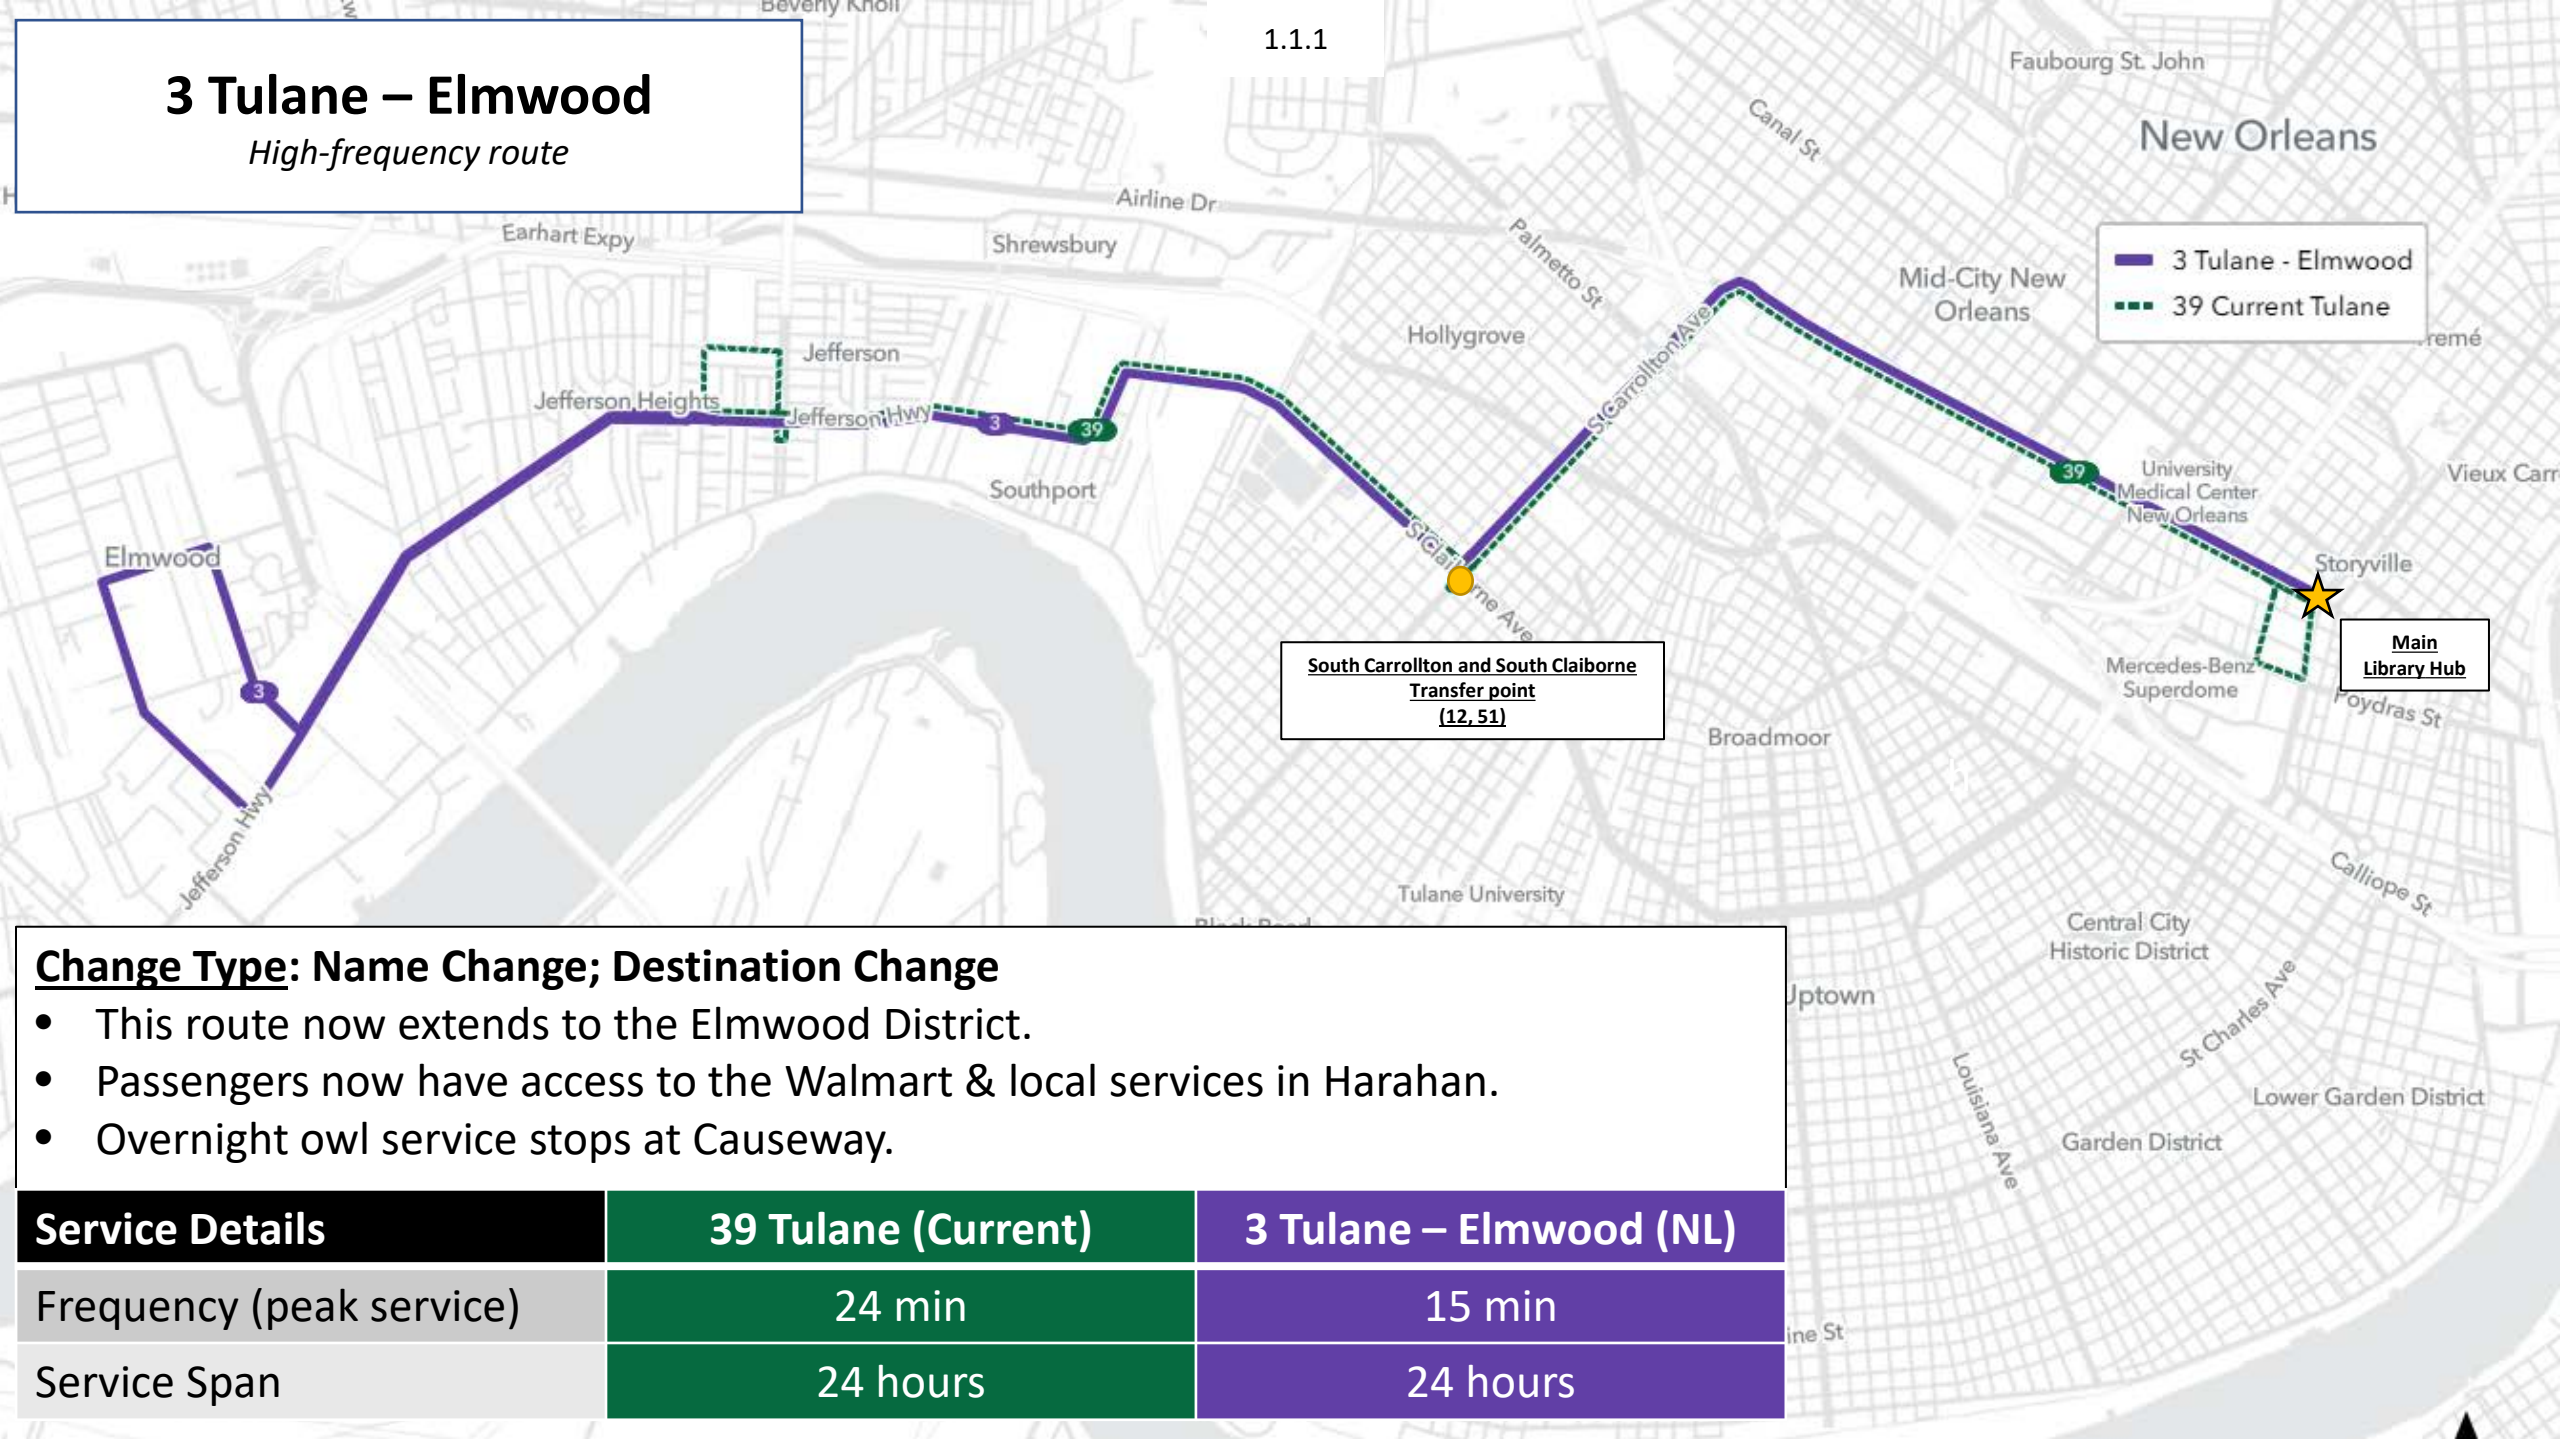 Beverly Knoll
1.1.1
3 Tulane – Elmwood
High-frequency route
Faubourg St. John
Canal St
New Orleans
Airline Dr
Earhart Expy
Shrewsbury
Palmetto St
Mid-City New
Orleans
3 Tulane - Elmwood
39 Current Tulane
Hollygrove
S Carrollton Ave
Jefferson
Jefferson Heights
Jefferson Hwy
3
39
Southport
39
University
Medical Center
New Orleans
Vieux Carr
Elmwood
S Claiborne Ave
Storyville
Main
Library Hub
South Carrollton and South Claiborne
Transfer point
(12, 51)
Mercedes-Benz
Superdome
Poydras St
3
Broadmoor
Jefferson Hwy
Tulane University
Calliope St
Central City
Historic District
Uptown
St Charles Ave
Louisiana Ave
Lower Garden District
Garden District
Change Type: Name Change; Destination Change
• This route now extends to the Elmwood District.
• Passengers now have access to the Walmart & local services in Harahan.
• Overnight owl service stops at Causeway.
Service Details 39 Tulane (Current) 3 Tulane – Elmwood (NL)
Frequency (peak service) 24 min 15 min
Service Span 24 hours 24 hours
ine St